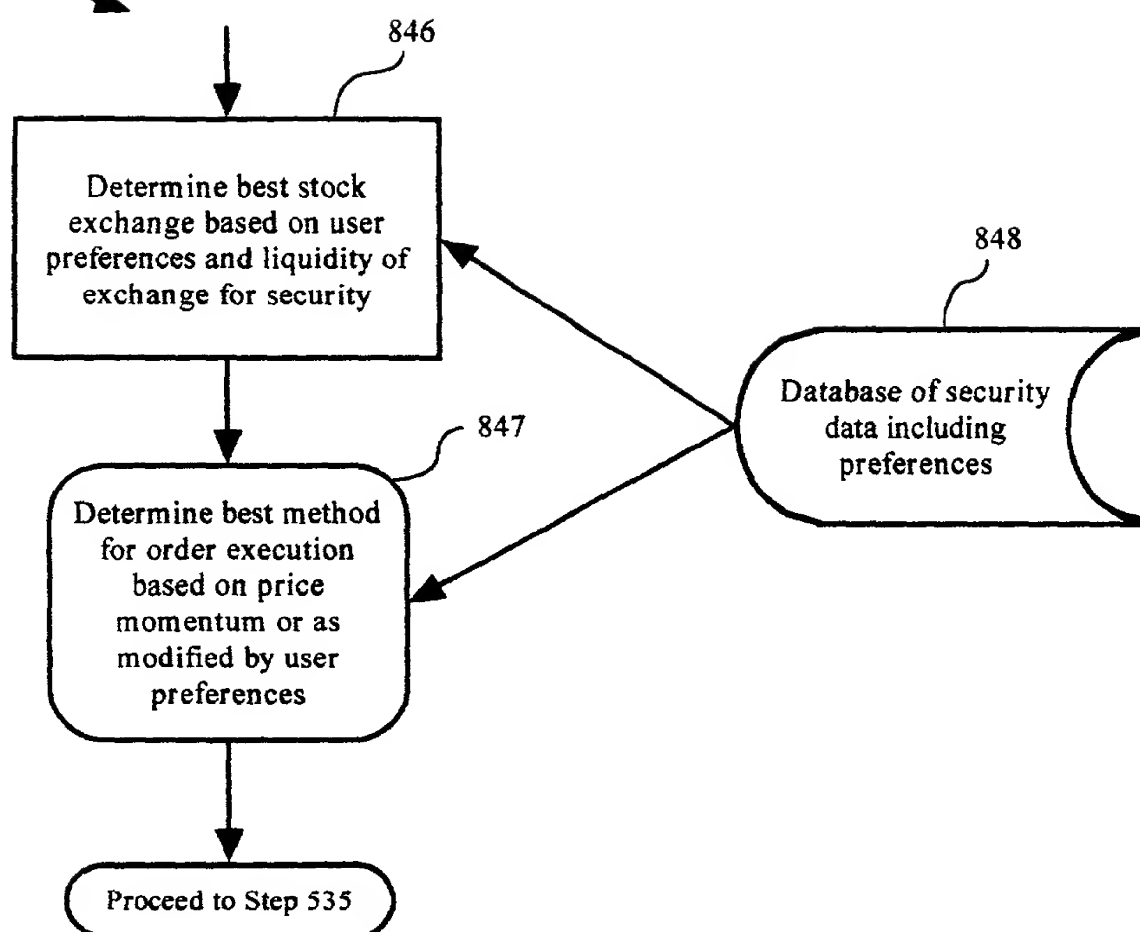 846
Determine best stock
exchange based on user
preferences and liquidity of
exchange for security
848
Database of security
data including
preferences
847
Determine best method
for order execution
based on price
momentum or as
modified by user
preferences
Proceed to Step 535